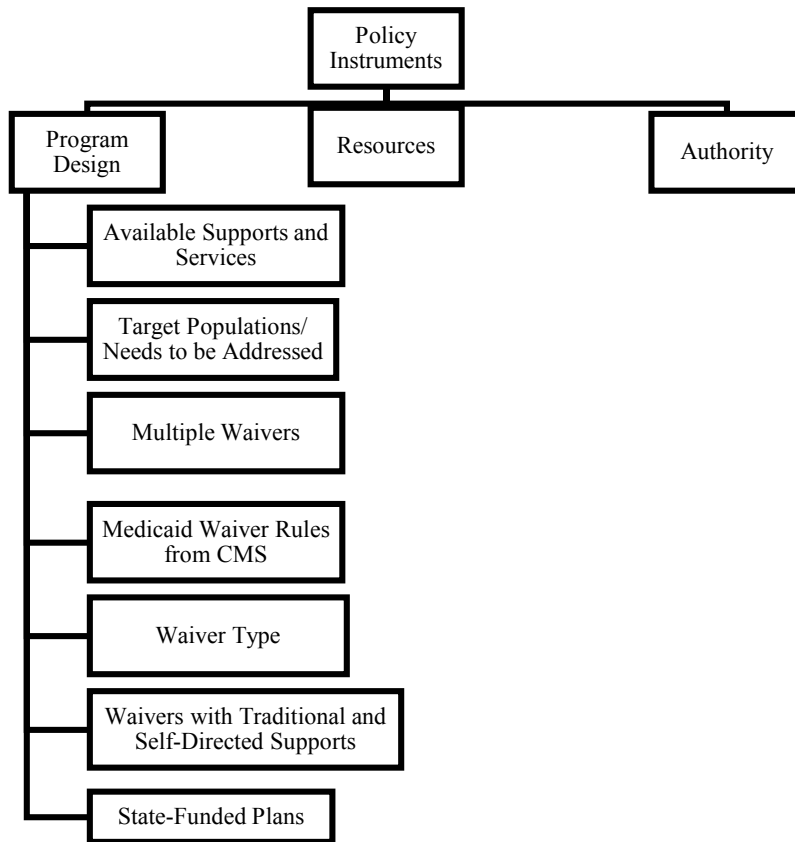 Policy
Instruments
Program
Design
Resources
Authority
Available Supports and
Services
Target Populations/
Needs to be Addressed
Multiple Waivers
Medicaid Waiver Rules
from CMS
Waiver Type
Waivers with Traditional and
Self-Directed Supports
State-Funded Plans